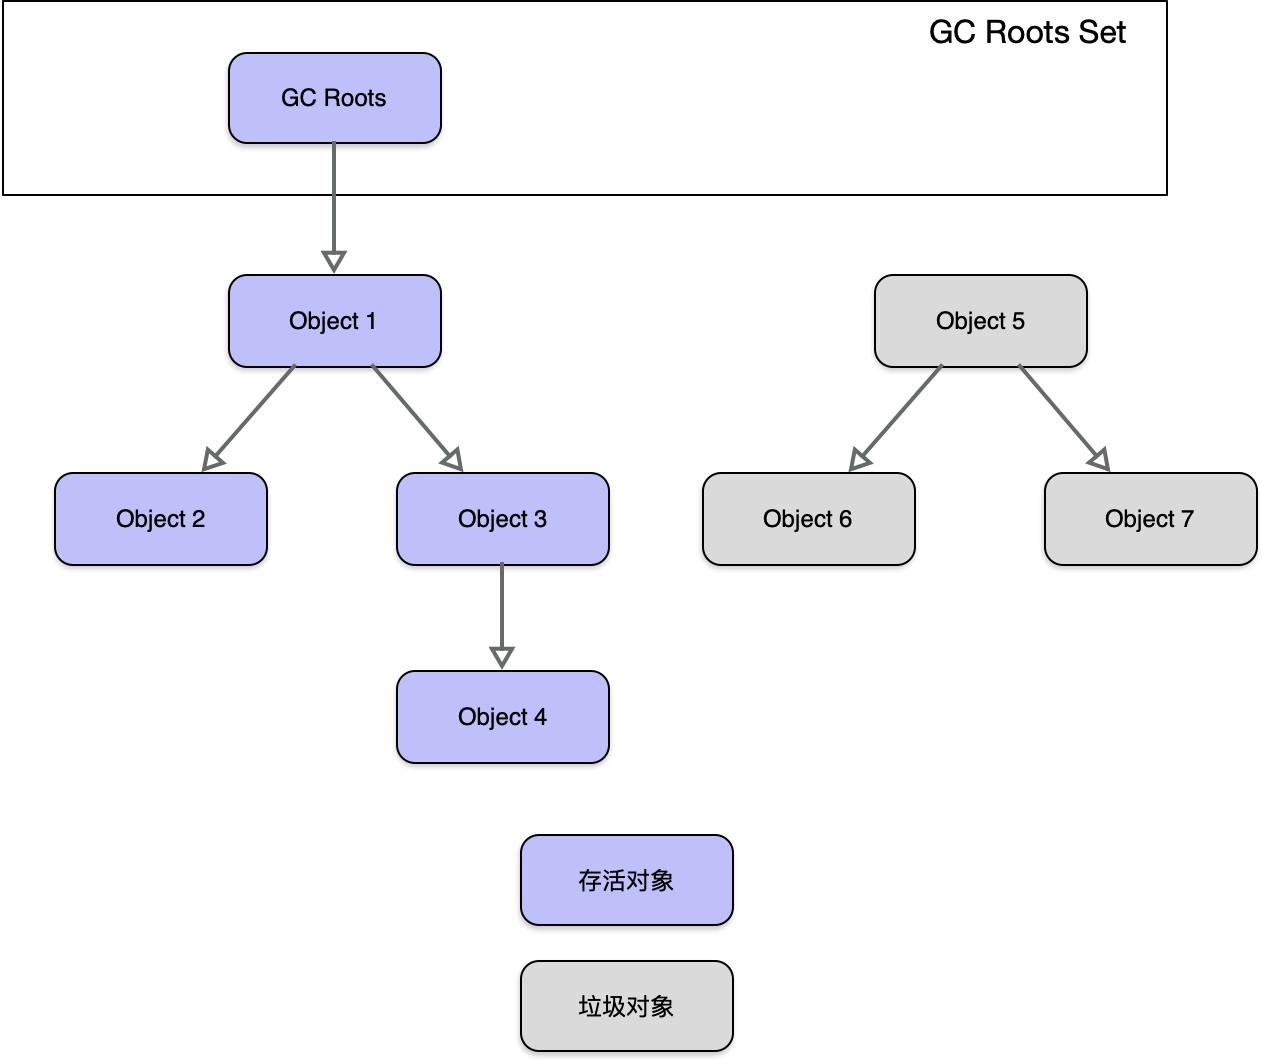 GC Roots Set
GC Roots
Object 1
Object 5
Object 2
Object 3
Object 6
Object 7
Object 4
存活对象
垃圾对象